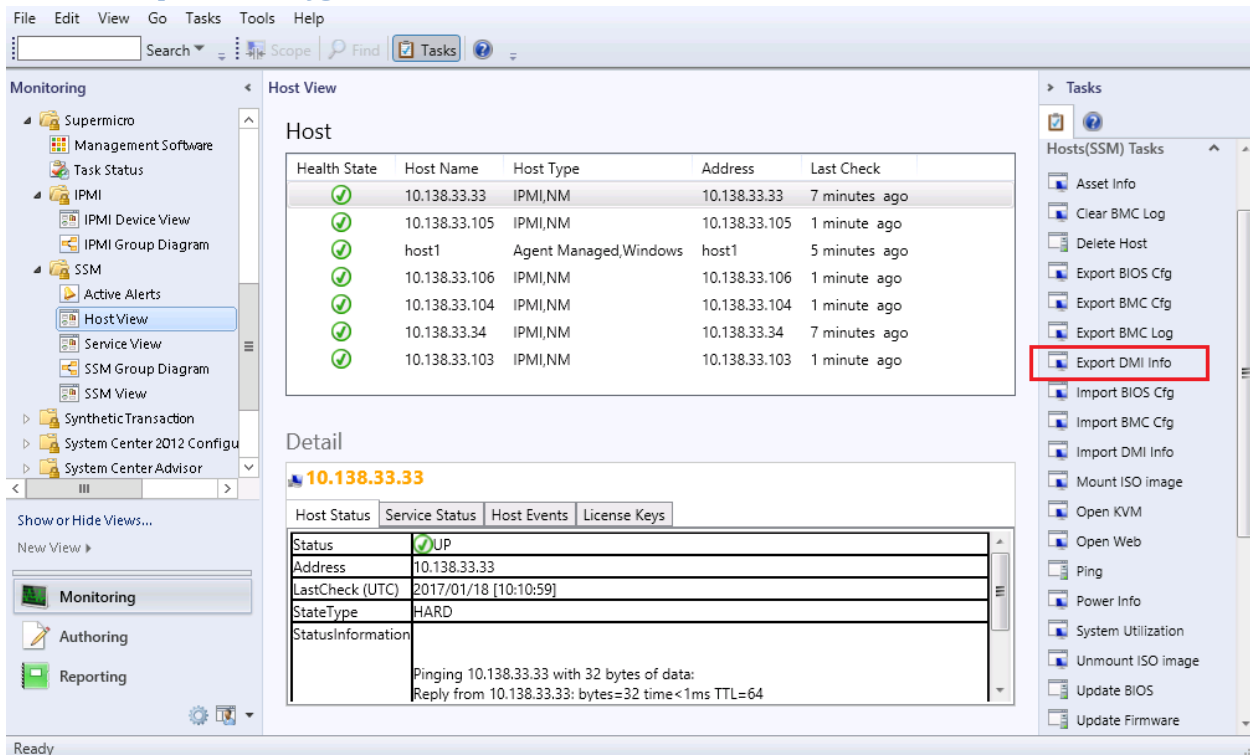 File Edit View Go Tasks Tools Help
Search Scope Find Tasks
Monitoring
Supermicro
Management Software
Task Status
IPMI
IPMI Device View
IPMI Group Diagram
SSM
Active Alerts
Host View
Service View
SSM Group Diagram
SSM View
Synthetic Transaction
System Center 2012 Configu
System Center Advisor
Show or Hide Views...
New View
Monitoring
Authoring
Reporting
Host View
Host
Health State Host Name Host Type Address Last Check
10.138.33.33 IPMI,NM 10.138.33.33 7 minutes ago
10.138.33.105 IPMI,NM 10.138.33.105 1 minute ago
host1 Agent Managed,Windows host1 5 minutes ago
10.138.33.106 IPMI,NM 10.138.33.106 1 minute ago
10.138.33.104 IPMI,NM 10.138.33.104 1 minute ago
10.138.33.34 IPMI,NM 10.138.33.34 7 minutes ago
10.138.33.103 IPMI,NM 10.138.33.103 1 minute ago
Detail
10.138.33.33
Host Status Service Status Host Events License Keys
Status UP
Address 10.138.33.33
LastCheck (UTC) 2017/01/18 [10:10:59]
StateType HARD
StatusInformation
Pinging 10.138.33.33 with 32 bytes of data:
Reply from 10.138.33.33: bytes=32 time<1ms TTL=64
Tasks
Hosts(SSM) Tasks
Asset Info
Clear BMC Log
Delete Host
Export BIOS Cfg
Export BMC Cfg
Export BMC Log
Export DMI Info
Import BIOS Cfg
Import BMC Cfg
Import DMI Info
Mount ISO image
Open KVM
Open Web
Ping
Power Info
System Utilization
Unmount ISO image
Update BIOS
Update Firmware
Ready